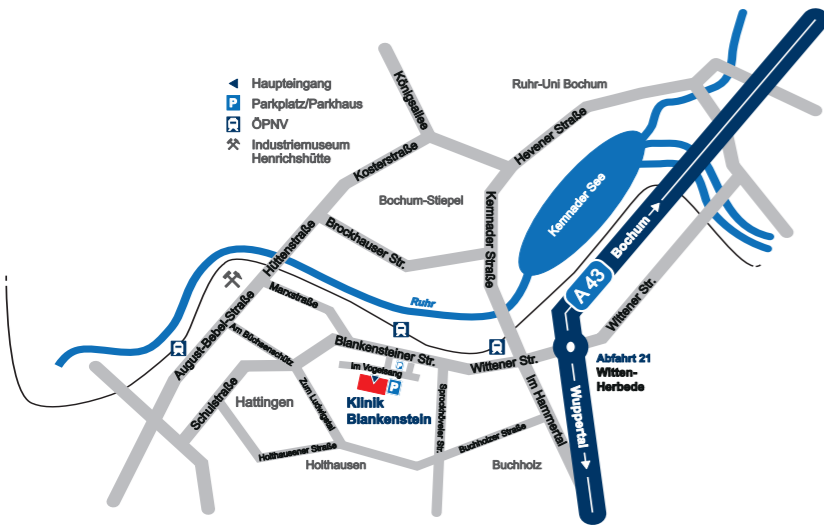 Haupteingang
P
Parkplatz/Parkhaus
ÖPNV
Industriemuseum
Henrichshütte
Königsallee
Ruhr-Uni Bochum
Hevener Straße
Kosterstraße
Bochum-Stiepel
Kemnader See
Kemnader Straße
Bochum
Brockhauser Str.
Hüttenstraße
A 43
Ruhr
Marxstraße
Wittener Str.
August-Bebel-Straße
Am Büchsenschütz
Blankensteiner Str.
Wittener Str.
Abfahrt 21
Witten-
Herbede
Im Vogelsang
P
P
Klinik
Blankenstein
Schulstraße
Hattingen
Zum Ludwigstal
Sprockhöveler Str.
Im Hammertal
Wuppertal
Holthausener Straße
Buchholzer Straße
Holthausen
Buchholz